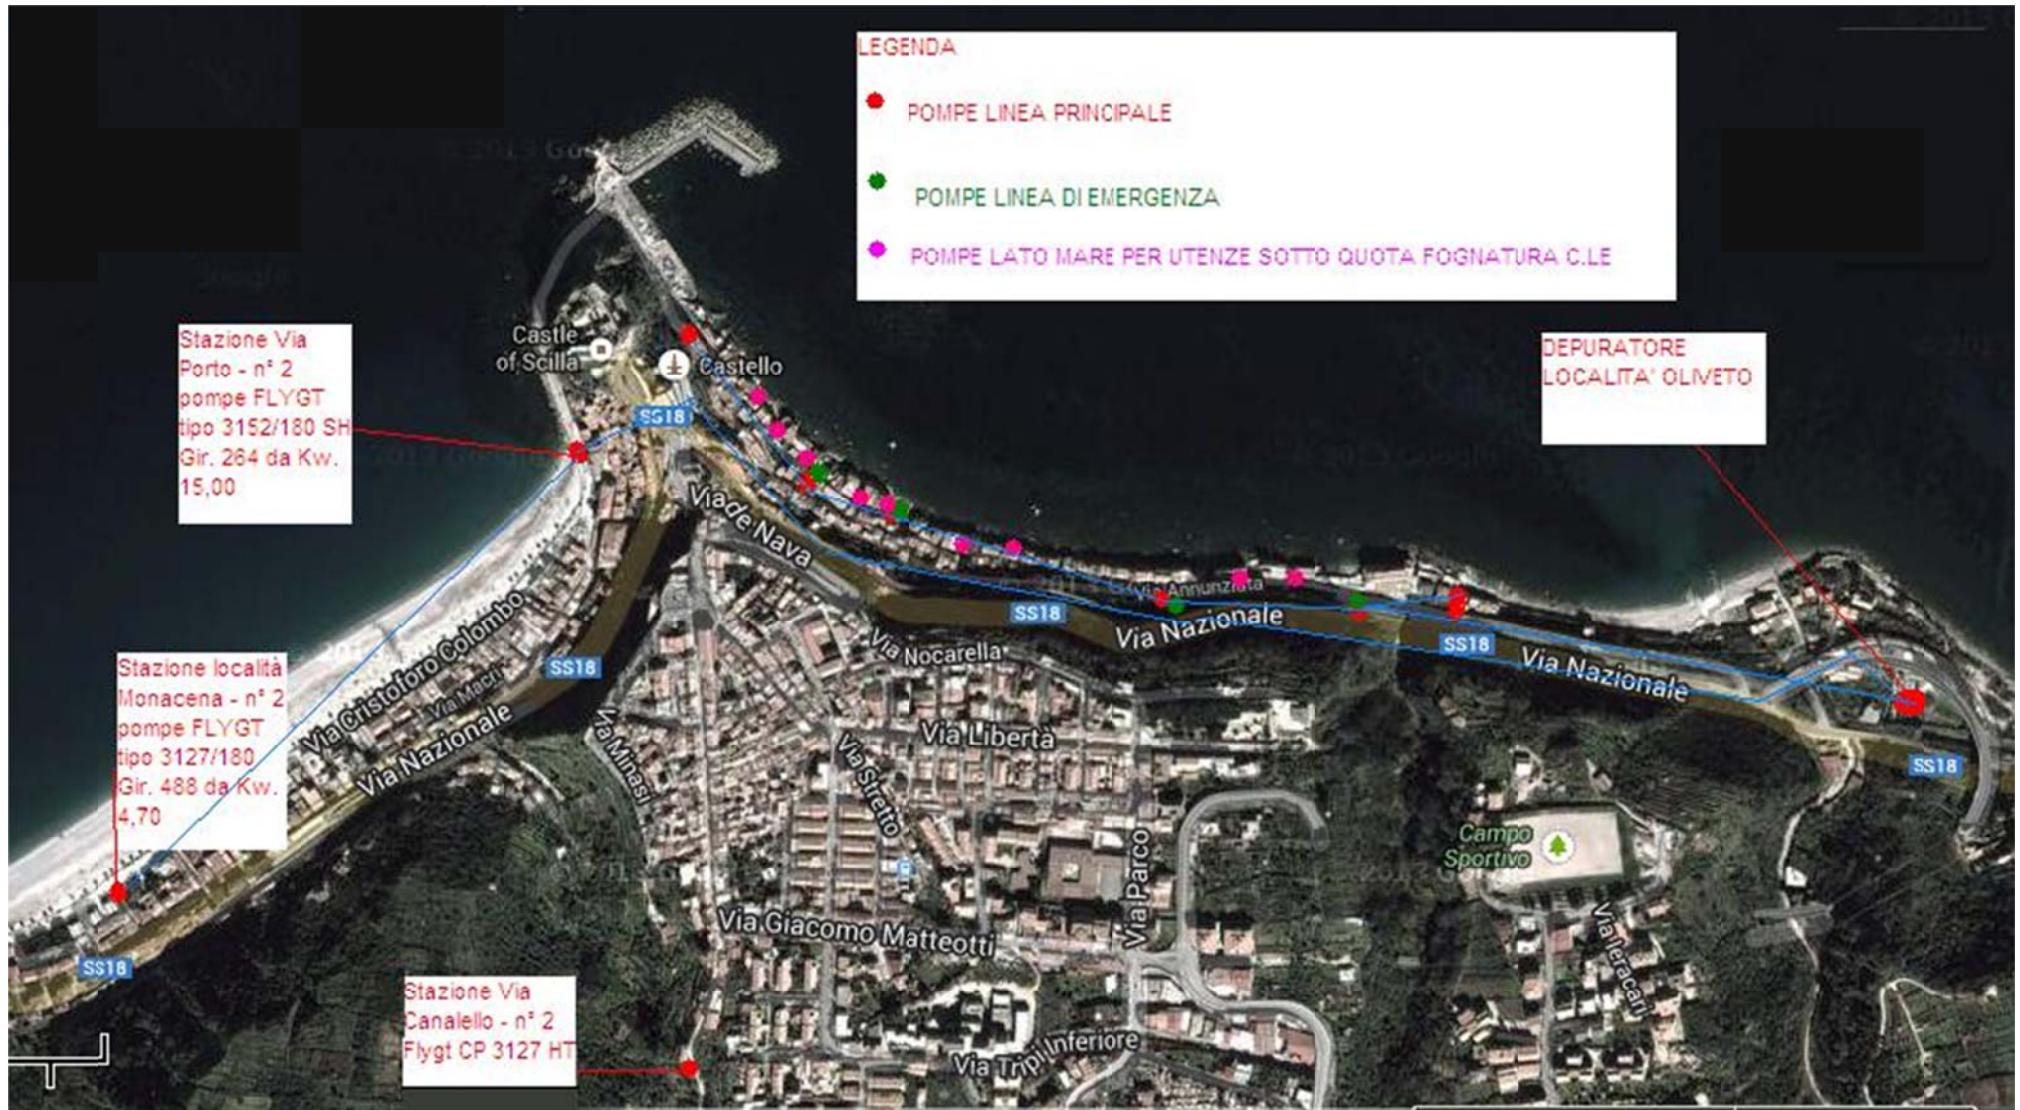 LEGENDA
POMPE LINEA PRINCIPALE
POMPE LINEA DI EMERGENZA
POMPE LATO MARE PER UTENZE SOTTO QUOTA FOGNATURA C.LE
Stazione Via
Porto - n° 2
pompe FLYGT
tipo 3152/180 SH
Gir. 264 da Kw.
15,00
Castle
of Scilla
Castello
SS18
DEPURATORE
LOCALITA' OLIVETO
Via de Nava
Via Annunziata
SS18
Via Nazionale
SS18
Via Nazionale
SS18
Via Nocarella
Stazione località
Monacena - n° 2
pompe FLYGT
tipo 3127/180
Gir. 488 da Kw.
4,70
Via Cristoforo Colombo
Via Macrì
SS18
Via Nazionale
Via Minasi
Via Libertà
Via Stretto
Via Parco
Campo
Sportivo
Via Giacomo Matteotti
Via Ieracari
SS18
Stazione Via
Canalello - n° 2
Flygt CP 3127 HT
Via Tripi Inferiore